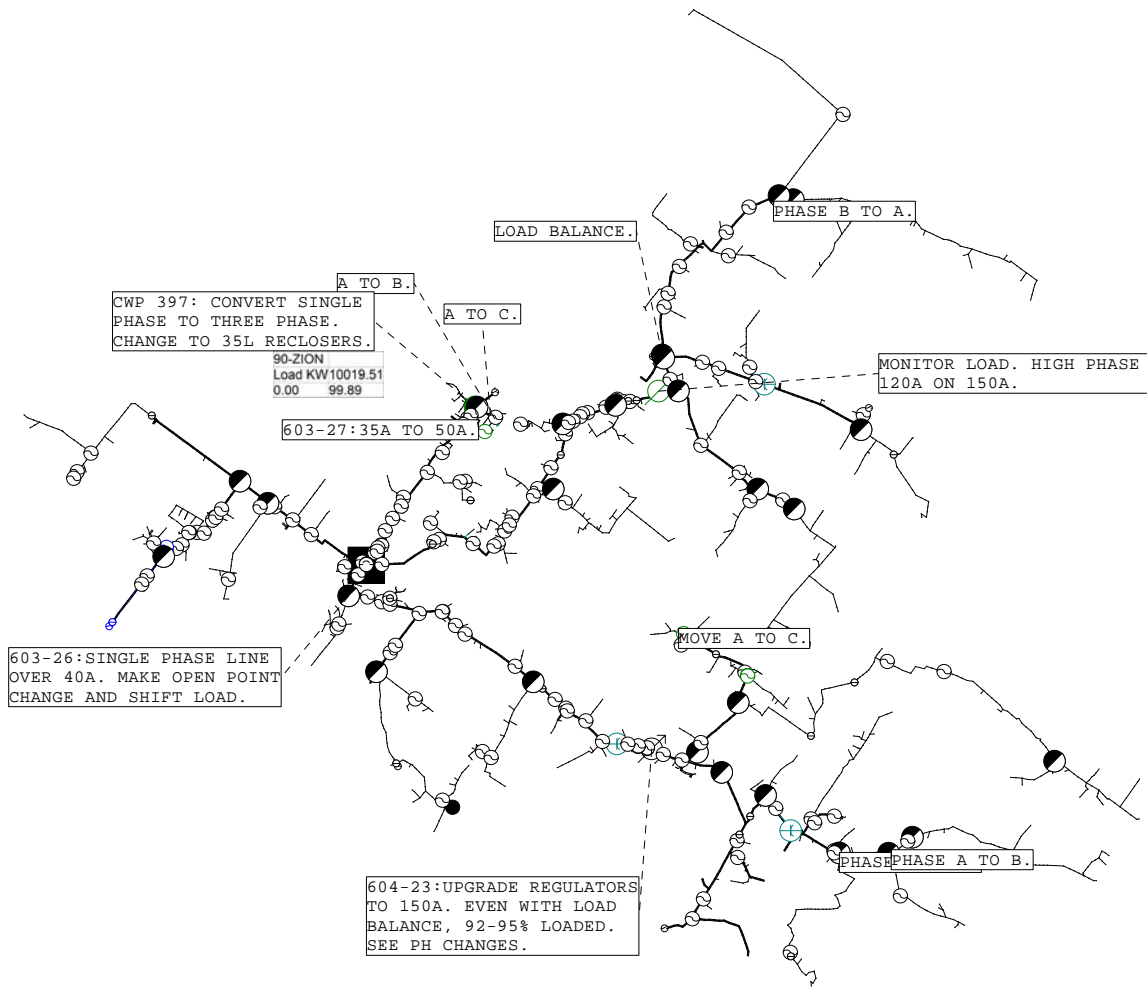 PHASE B TO A.
LOAD BALANCE.
A TO B.
CWP 397: CONVERT SINGLE
PHASE TO THREE PHASE.
CHANGE TO 35L RECLOSERS.
A TO C.
90-ZION
Load KW 10019.51
0.00 99.89
MONITOR LOAD. HIGH PHASE
120A ON 150A.
603-27:35A TO 50A.
MOVE A TO C.
603-26:SINGLE PHASE LINE
OVER 40A. MAKE OPEN POINT
CHANGE AND SHIFT LOAD.
PHASE
PHASE A TO B.
604-23:UPGRADE REGULATORS
TO 150A. EVEN WITH LOAD
BALANCE, 92-95% LOADED.
SEE PH CHANGES.